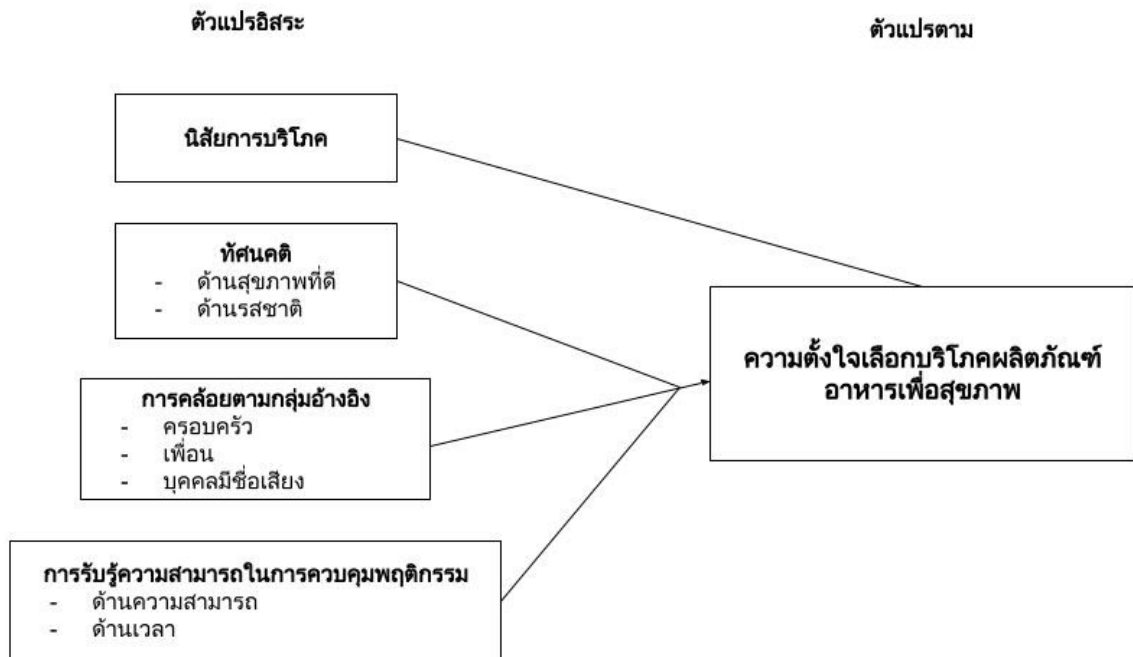 ตัวแปรอิสระ
ตัวแปรตาม
นิสัยการบริโภค
ทัศนคติ
- ด้านสุขภาพที่ดี
- ด้านรสชาติ
ความตั้งใจเลือกบริโภคผลิตภัณฑ์
อาหารเพื่อสุขภาพ
การคล้อยตามกลุ่มอ้างอิง
- ครอบครัว
- เพื่อน
- บุคคลมีชื่อเสียง
การรับรู้ความสามารถในการควบคุมพฤติกรรม
- ด้านความสามารถ
- ด้านเวลา